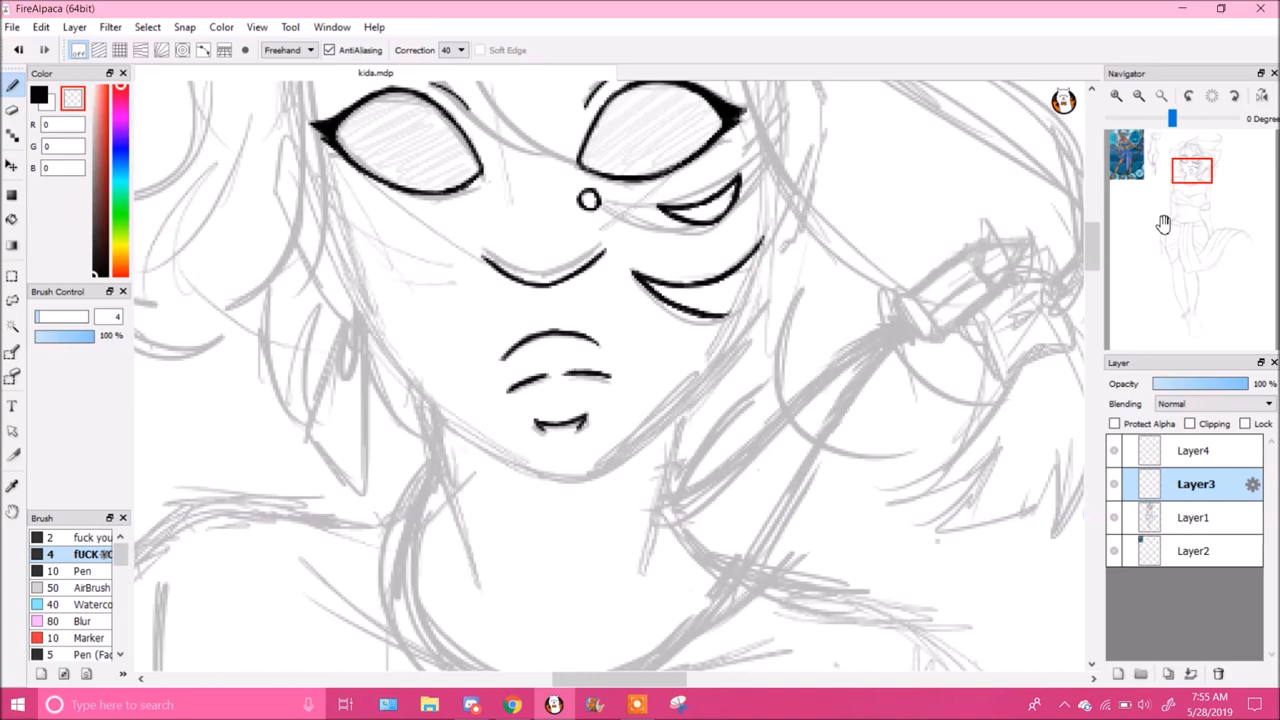 FireAlpaca (64bit)
File Edit Layer Filter Select Snap Color View Tool Window Help
off Freehand AntiAliasing Correction 40 Soft Edge
Color
kida.mdp
Navigator
R 0
G 0
B 0
0 Degree
Brush Control
4
100 %
Layer
Opacity 100 %
Blending Normal
Protect Alpha Clipping Lock
Layer4
Layer3
Layer1
Layer2
Brush
2 fuck you
4 fUCK
10 Pen
50 AirBrush
40 Waterco
80 Blur
10 Marker
5 Pen (Fad
Type here to search
7:55 AM
5/28/2019